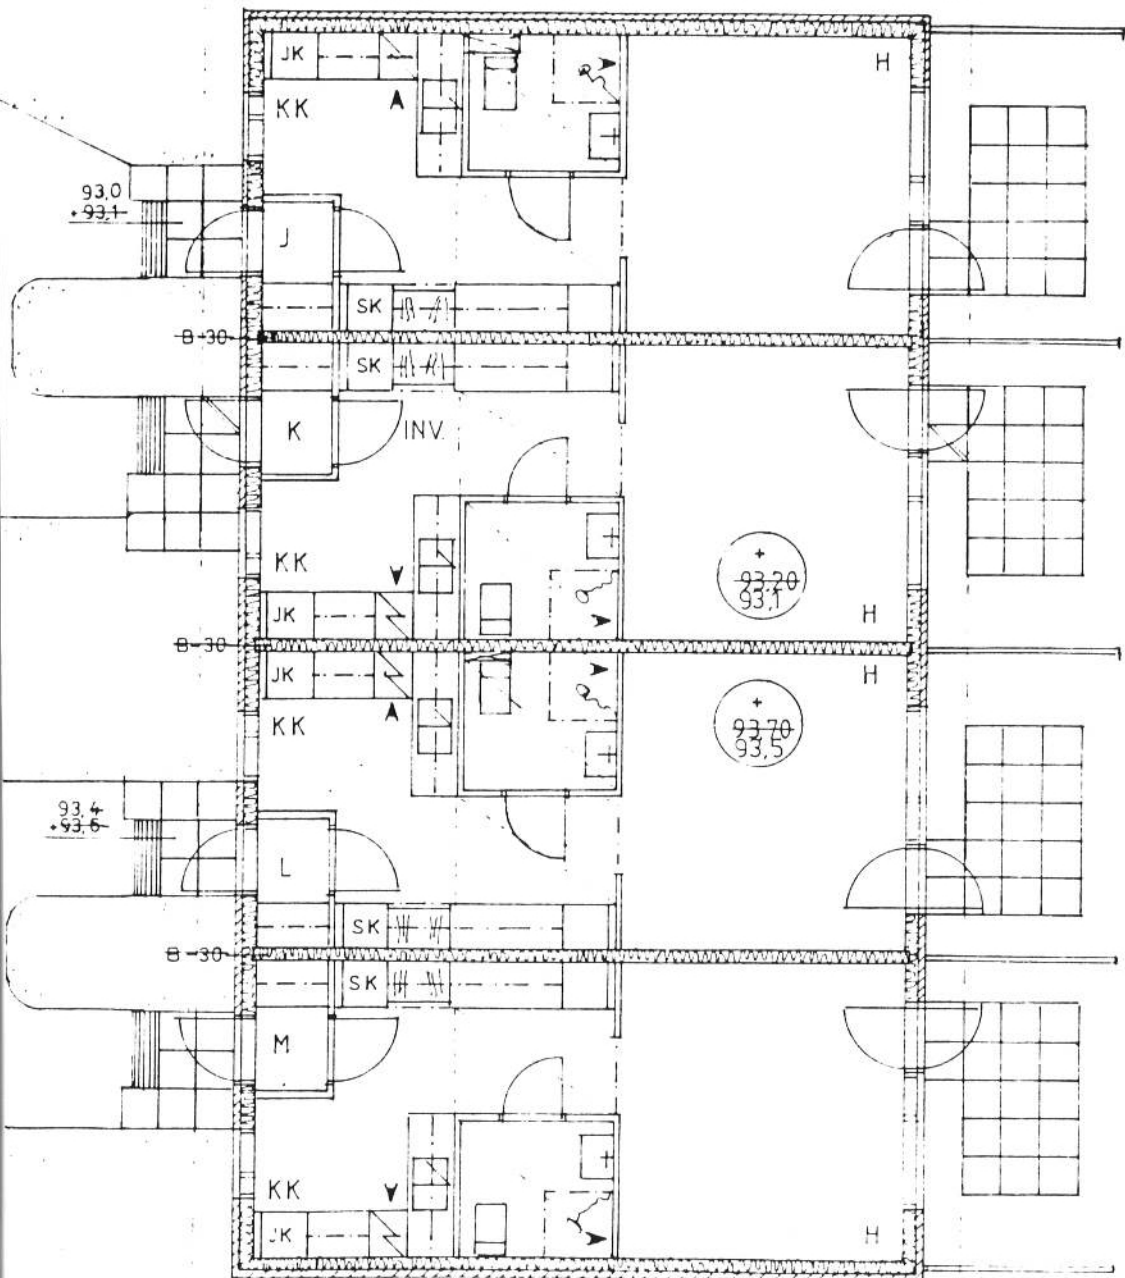 JK
H
KK
93,0
+93,1
J
SK
B-30
SK
K
INV.
KK
+
93,20
93,1
JK
H
B-30
JK
H
KK
+
93,70
93,5
93,4
+93,6
L
SK
B-30
SK
M
KK
JK
H